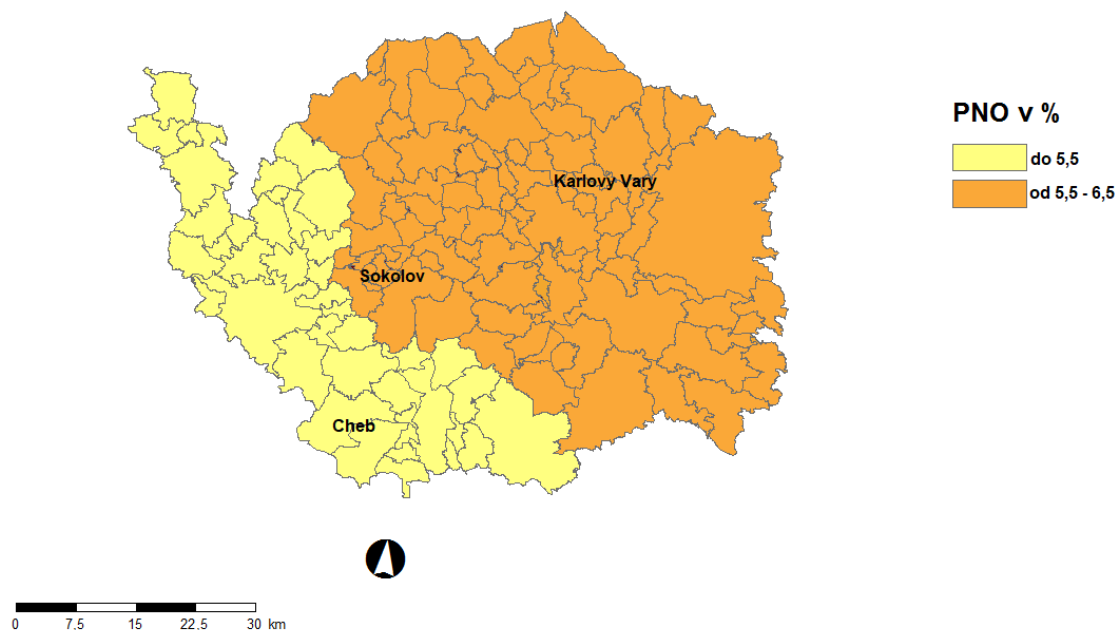 PNO v %
do 5,5
od 5,5 - 6,5
Karlovy Vary
Sokolov
Cheb
0 7,5 15 22,5 30 km